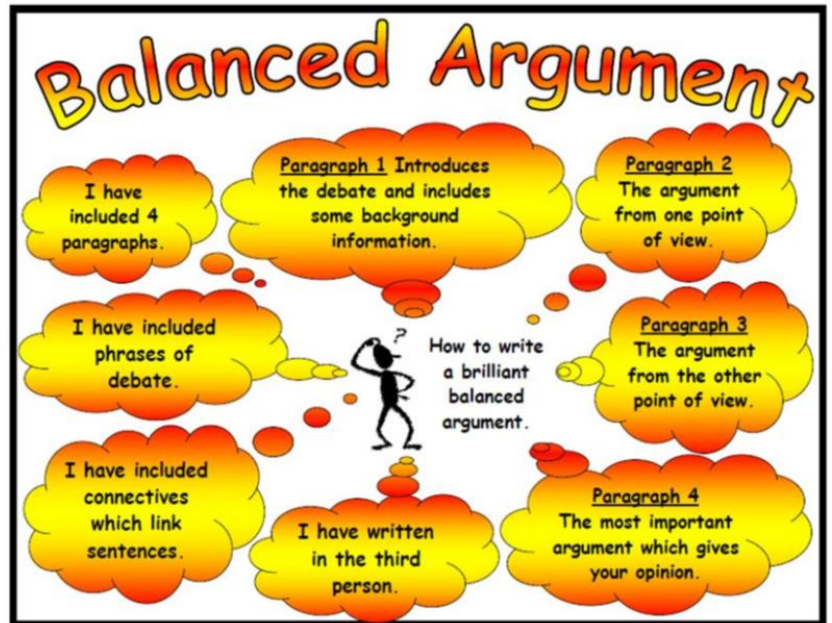 Balanced Argument
I have
included 4
paragraphs.
Paragraph 1 Introduces
the debate and includes
some background
information.
Paragraph 2
The argument
from one point
of view.
I have included
phrases of
debate.
?
How to write
a brilliant
balanced
argument.
Paragraph 3
The argument
from the other
point of view.
I have included
connectives
which link
sentences.
I have written
in the third
person.
Paragraph 4
The most important
argument which gives
your opinion.